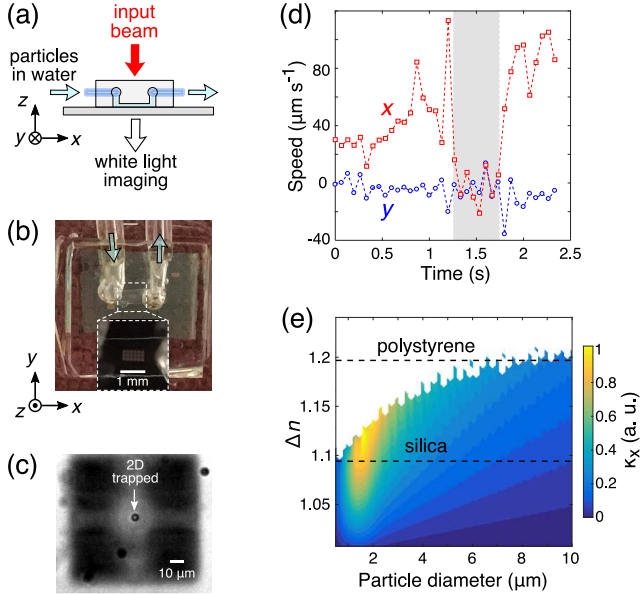 (a)
input
beam
particles
in water
z
y
x
white light
imaging
(b)
1 mm
y
z
x
(c)
2D
trapped
10 μm
(d)
Speed (μm s⁻¹)
80
40
0
-40
x
y
0
0.5
1
1.5
2
2.5
Time (s)
(e)
Δn
1.2
1.15
1.1
1.05
polystyrene
silica
2
4
6
8
10
Particle diameter (μm)
1
0.8
0.6
0.4
0.2
0
κx (a. u.)